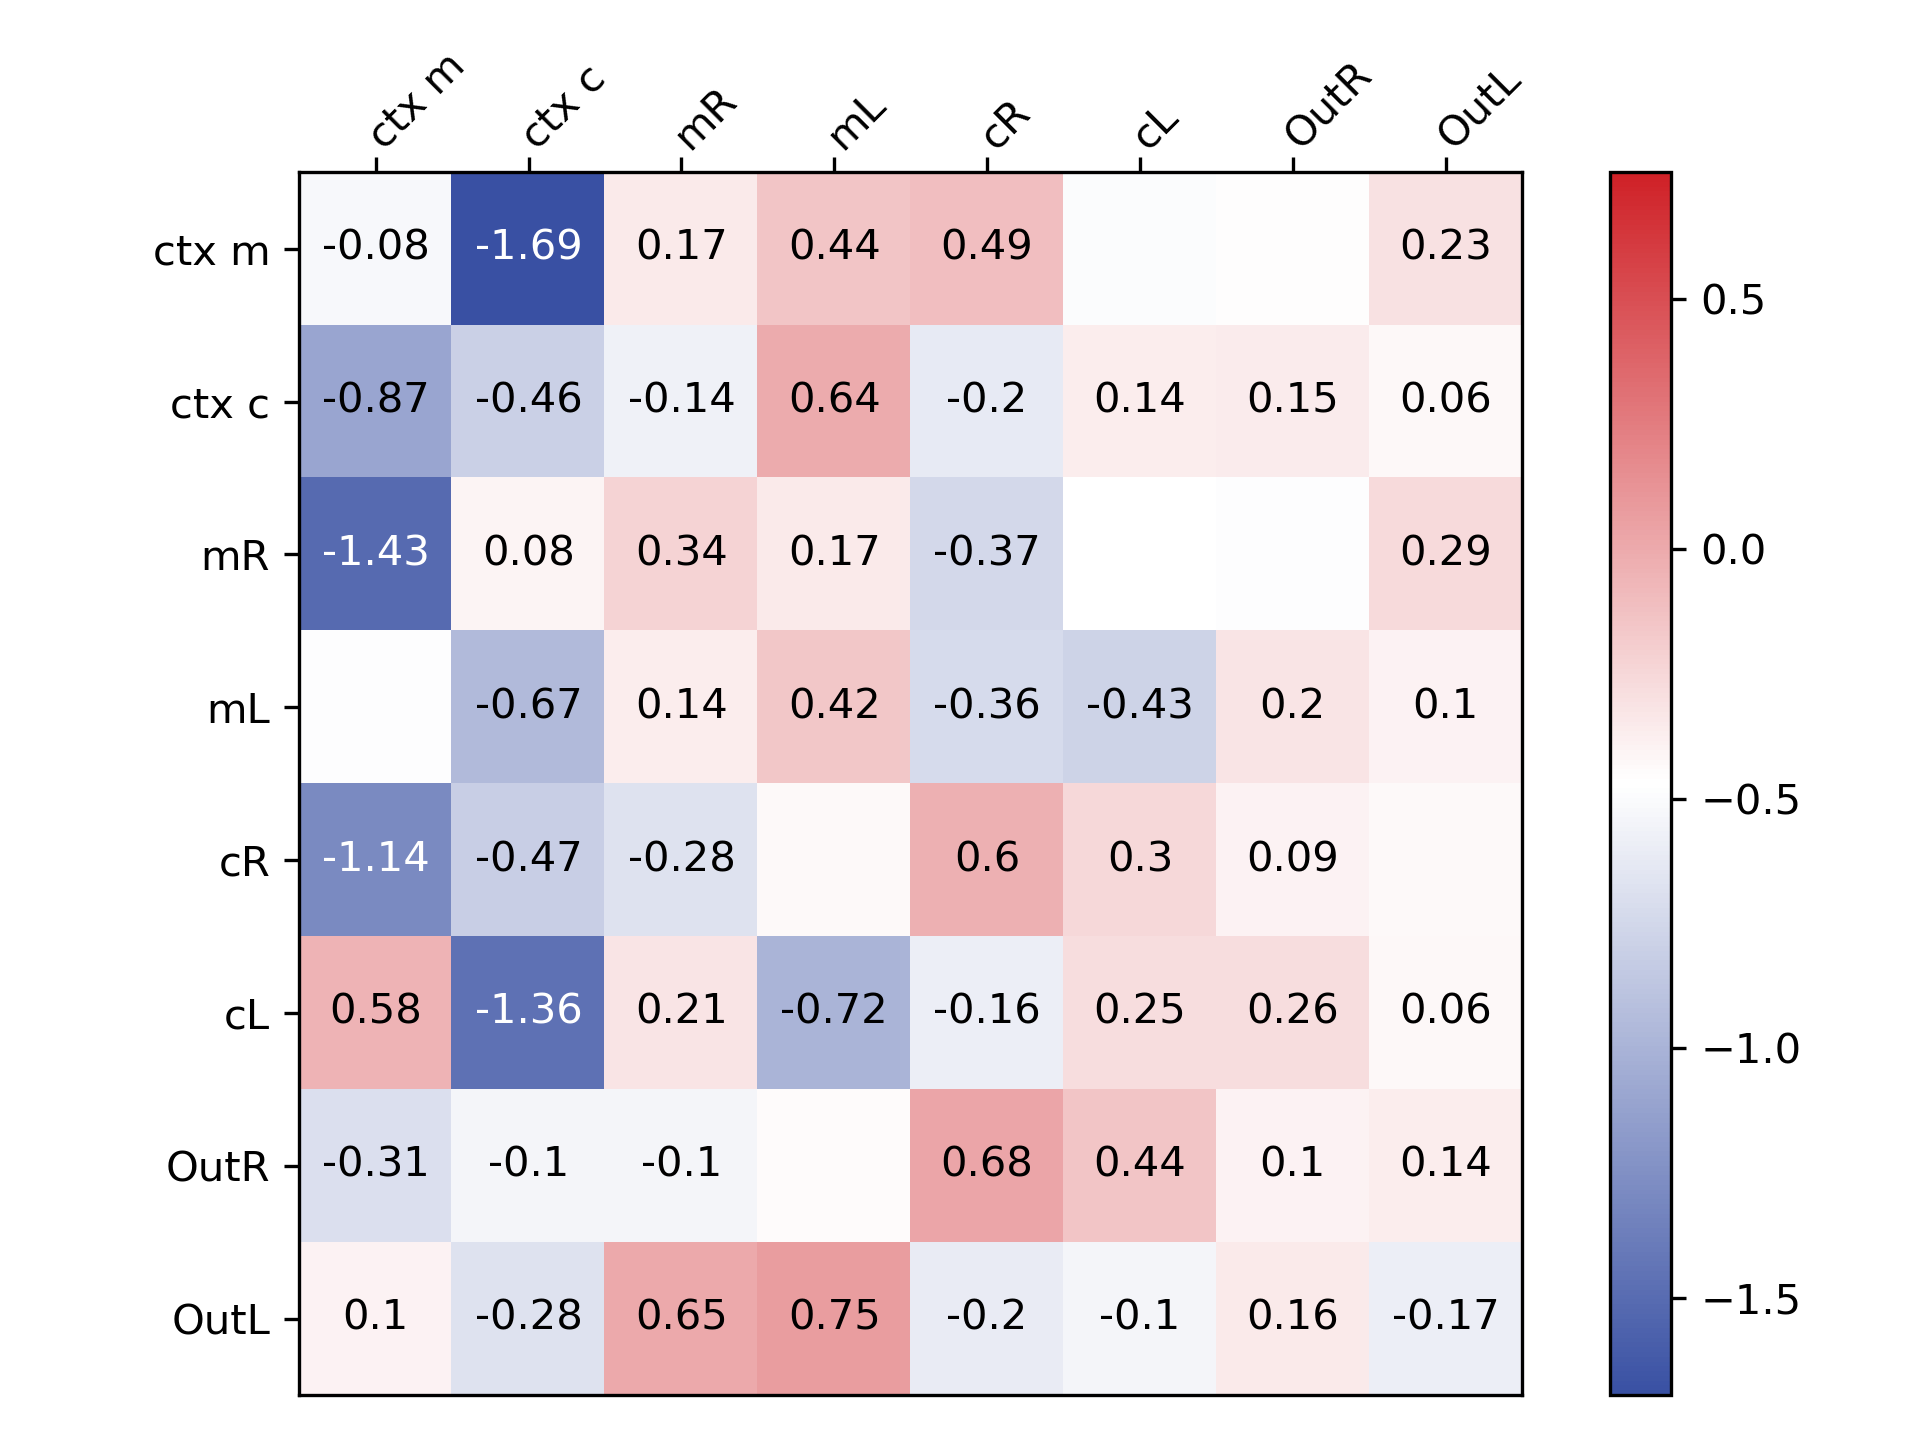 ctx m ctx c mR mL cR cL OutR OutL
ctx m -0.08 -1.69 0.17 0.44 0.49 0.23
ctx c -0.87 -0.46 -0.14 0.64 -0.2 0.14 0.15 0.06
mR -1.43 0.08 0.34 0.17 -0.37 0.29
mL -0.67 0.14 0.42 -0.36 -0.43 0.2 0.1
cR -1.14 -0.47 -0.28 0.6 0.3 0.09
cL 0.58 -1.36 0.21 -0.72 -0.16 0.25 0.26 0.06
OutR -0.31 -0.1 -0.1 0.68 0.44 0.1 0.14
OutL 0.1 -0.28 0.65 0.75 -0.2 -0.1 0.16 -0.17
0.5
0.0
−0.5
−1.0
−1.5